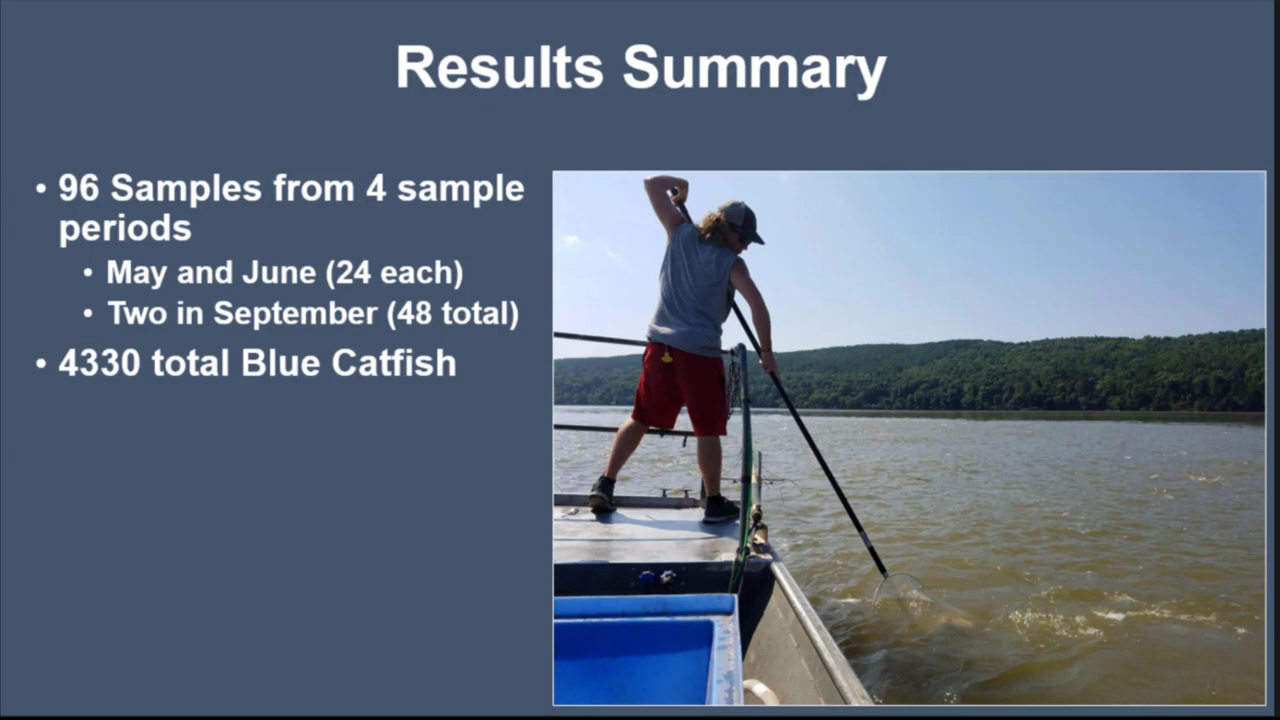 Results Summary
• 96 Samples from 4 sample
periods
• May and June (24 each)
• Two in September (48 total)
• 4330 total Blue Catfish